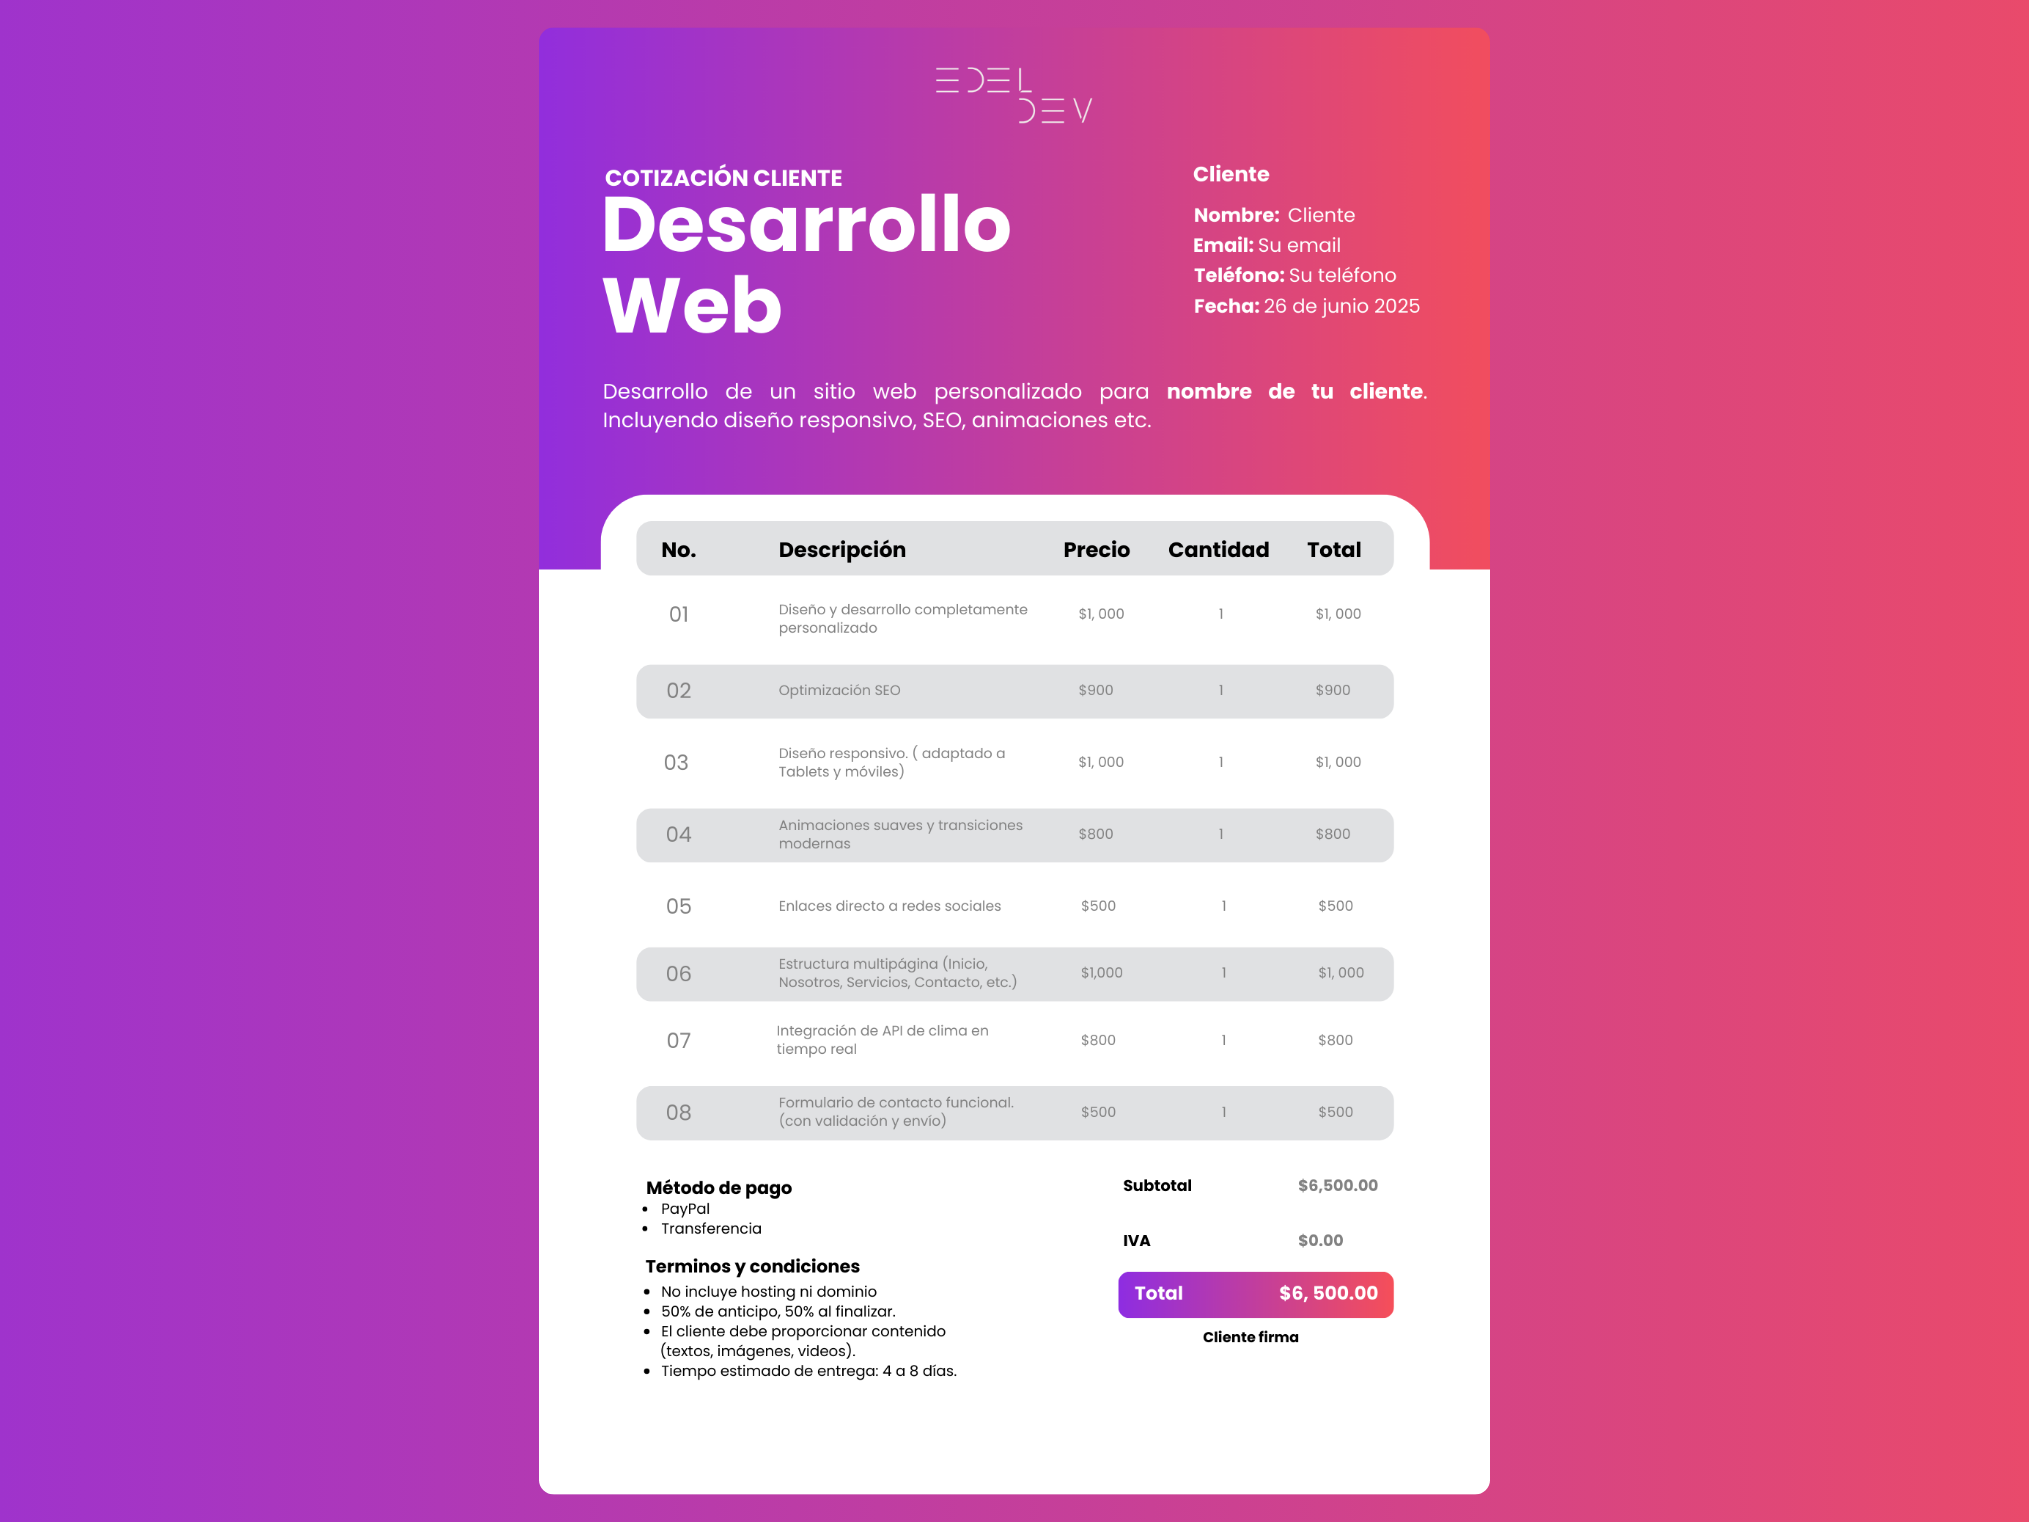 EDEL
DEV
COTIZACIÓN CLIENTE
Desarrollo
Web
Cliente
Nombre: Cliente
Email: Su email
Teléfono: Su teléfono
Fecha: 26 de junio 2025
Desarrollo de un sitio web personalizado para nombre de tu cliente.
Incluyendo diseño responsivo, SEO, animaciones etc.
No. Descripción Precio Cantidad Total
01 Diseño y desarrollo completamente $1, 000 1 $1, 000
personalizado
02 Optimización SEO $900 1 $900
03 Diseño responsivo. ( adaptado a $1, 000 1 $1, 000
Tablets y móviles)
04 Animaciones suaves y transiciones $800 1 $800
modernas
05 Enlaces directo a redes sociales $500 1 $500
06 Estructura multipágina (Inicio, $1,000 1 $1, 000
Nosotros, Servicios, Contacto, etc.)
07 Integración de API de clima en $800 1 $800
tiempo real
08 Formulario de contacto funcional. $500 1 $500
(con validación y envío)
Método de pago
• PayPal
• Transferencia
Terminos y condiciones
• No incluye hosting ni dominio
• 50% de anticipo, 50% al finalizar.
• El cliente debe proporcionar contenido
(textos, imágenes, videos).
• Tiempo estimado de entrega: 4 a 8 días.
Subtotal $6,500.00
IVA $0.00
Total $6, 500.00
Cliente firma